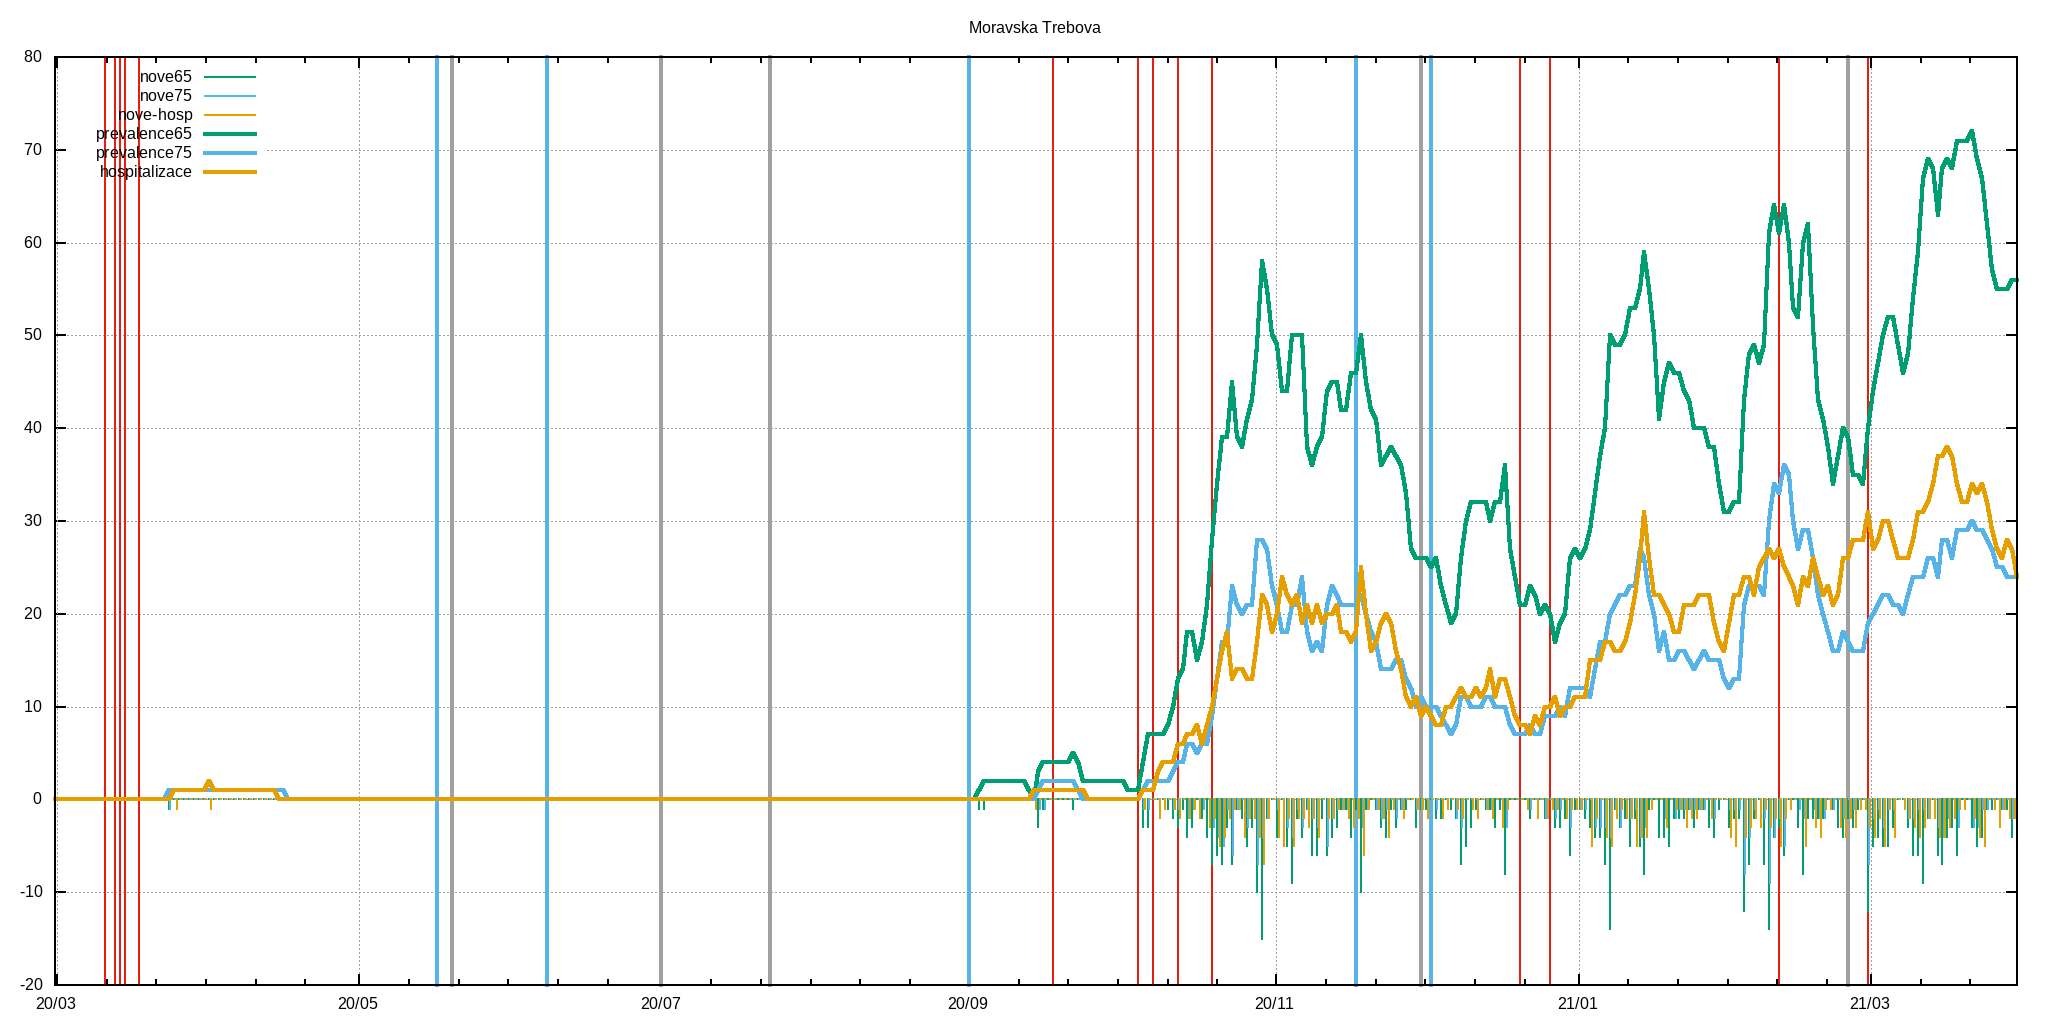 Moravska Trebova
80
70
60
50
40
30
20
10
0
-10
-20
nove65
nove75
nove-hosp
prevalence65
prevalence75
hospitalizace
20/03 20/05 20/07 20/09 20/11 21/01 21/03